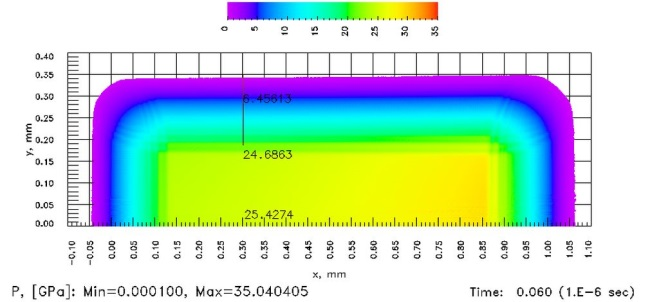 0 5 10 15 20 25 30 35
0.40
0.35
0.30
0.25
0.20
0.15
0.10
0.05
0.00
y, mm
6.45613
24.6863
25.4274
-0.10 -0.05 0.00 0.05 0.10 0.15 0.20 0.25 0.30 0.35 0.40 0.45 0.50 0.55 0.60 0.65 0.70 0.75 0.80 0.85 0.90 0.95 1.00 1.05 1.10
x, mm
P, [GPa]: Min=0.000100, Max=35.040405 Time: 0.060 (1.E-6 sec)